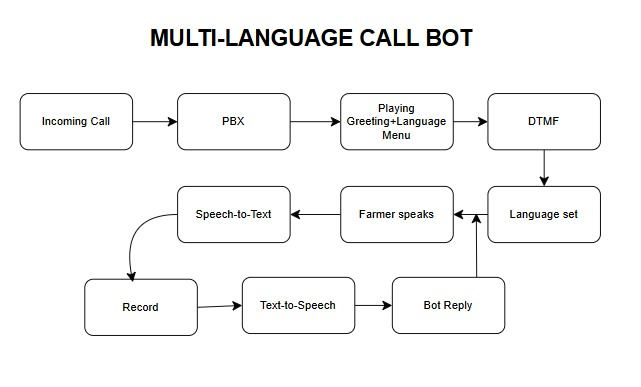 MULTI-LANGUAGE CALL BOT
Incoming Call
PBX
Playing
Greeting+Language
Menu
DTMF
Language set
Farmer speaks
Speech-to-Text
Record
Text-to-Speech
Bot Reply